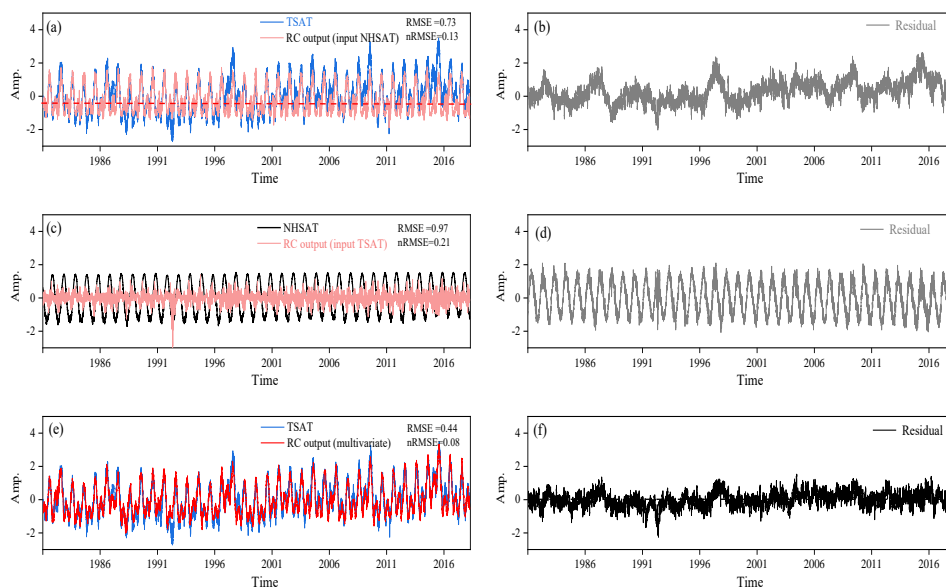 (a)
TSAT
RMSE =0.73
RC output (input NHSAT)
nRMSE=0.13
4
2
0
-2
Amp.
1986
1991
1996
2001
2006
2011
2016
Time
(b)
Residual
4
2
0
-2
Amp.
1986
1991
1996
2001
2006
2011
2016
Time
(c)
NHSAT
RMSE =0.97
RC output (input TSAT)
nRMSE=0.21
4
2
0
-2
Amp.
1986
1991
1996
2001
2006
2011
2016
Time
(d)
Residual
4
2
0
-2
Amp.
1986
1991
1996
2001
2006
2011
2016
Time
(e)
TSAT
RMSE =0.44
RC output (multivariate)
nRMSE=0.08
4
2
0
-2
Amp.
1986
1991
1996
2001
2006
2011
2016
Time
(f)
Residual
4
2
0
-2
Amp.
1986
1991
1996
2001
2006
2011
2016
Time